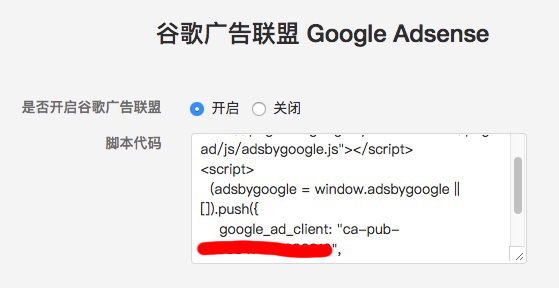 谷歌广告联盟 Google Adsense
是否开启谷歌广告联盟 开启 关闭
脚本代码
ad/js/adsbygoogle.js"></script>
<script>
(adsbygoogle = window.adsbygoogle ||
[]).push({
google_ad_client: "ca-pub-
",